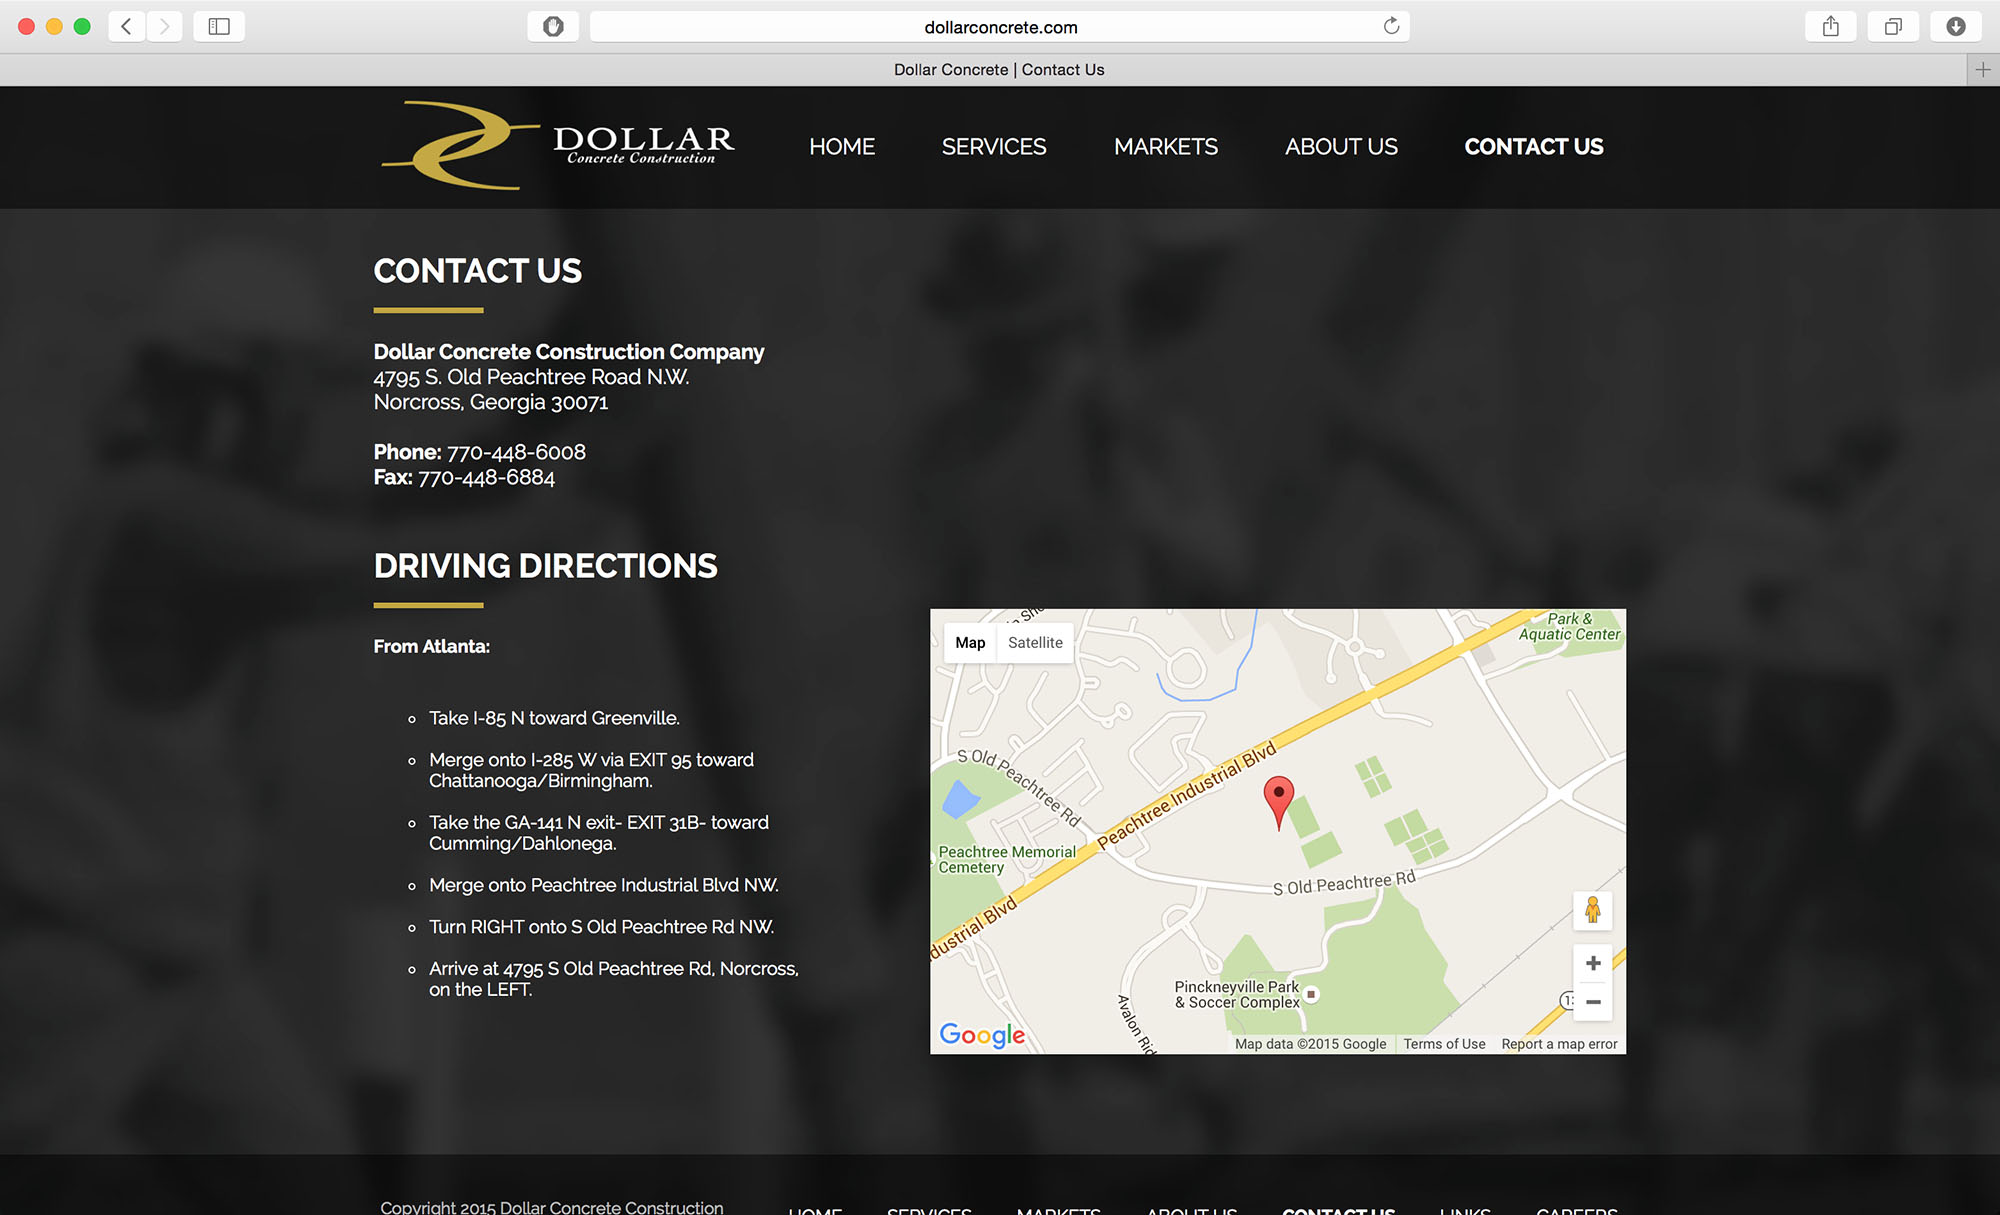 dollarconcrete.com
Dollar Concrete | Contact Us
DOLLAR
Concrete Construction
HOME
SERVICES
MARKETS
ABOUT US
CONTACT US
CONTACT US
Dollar Concrete Construction Company
4795 S. Old Peachtree Road N.W.
Norcross, Georgia 30071
Phone: 770-448-6008
Fax: 770-448-6884
DRIVING DIRECTIONS
From Atlanta:
Take I-85 N toward Greenville.
Merge onto I-285 W via EXIT 95 toward
Chattanooga/Birmingham.
Take the GA-141 N exit- EXIT 31B- toward
Cumming/Dahlonega.
Merge onto Peachtree Industrial Blvd NW.
Turn RIGHT onto S Old Peachtree Rd NW.
Arrive at 4795 S Old Peachtree Rd, Norcross,
on the LEFT.
Map
Satellite
Park &
Aquatic Center
S Old Peachtree Rd
Peachtree Industrial Blvd
Peachtree Memorial
Cemetery
S Old Peachtree Rd
dustrial Blvd
Pinckneyville Park
& Soccer Complex
Avalon Rid
Google
Map data ©2015 Google
Terms of Use
Report a map error
Copyright 2015 Dollar Concrete Construction
HOME
SERVICES
MARKETS
ABOUT US
CONTACT US
LINKS
CAREERS